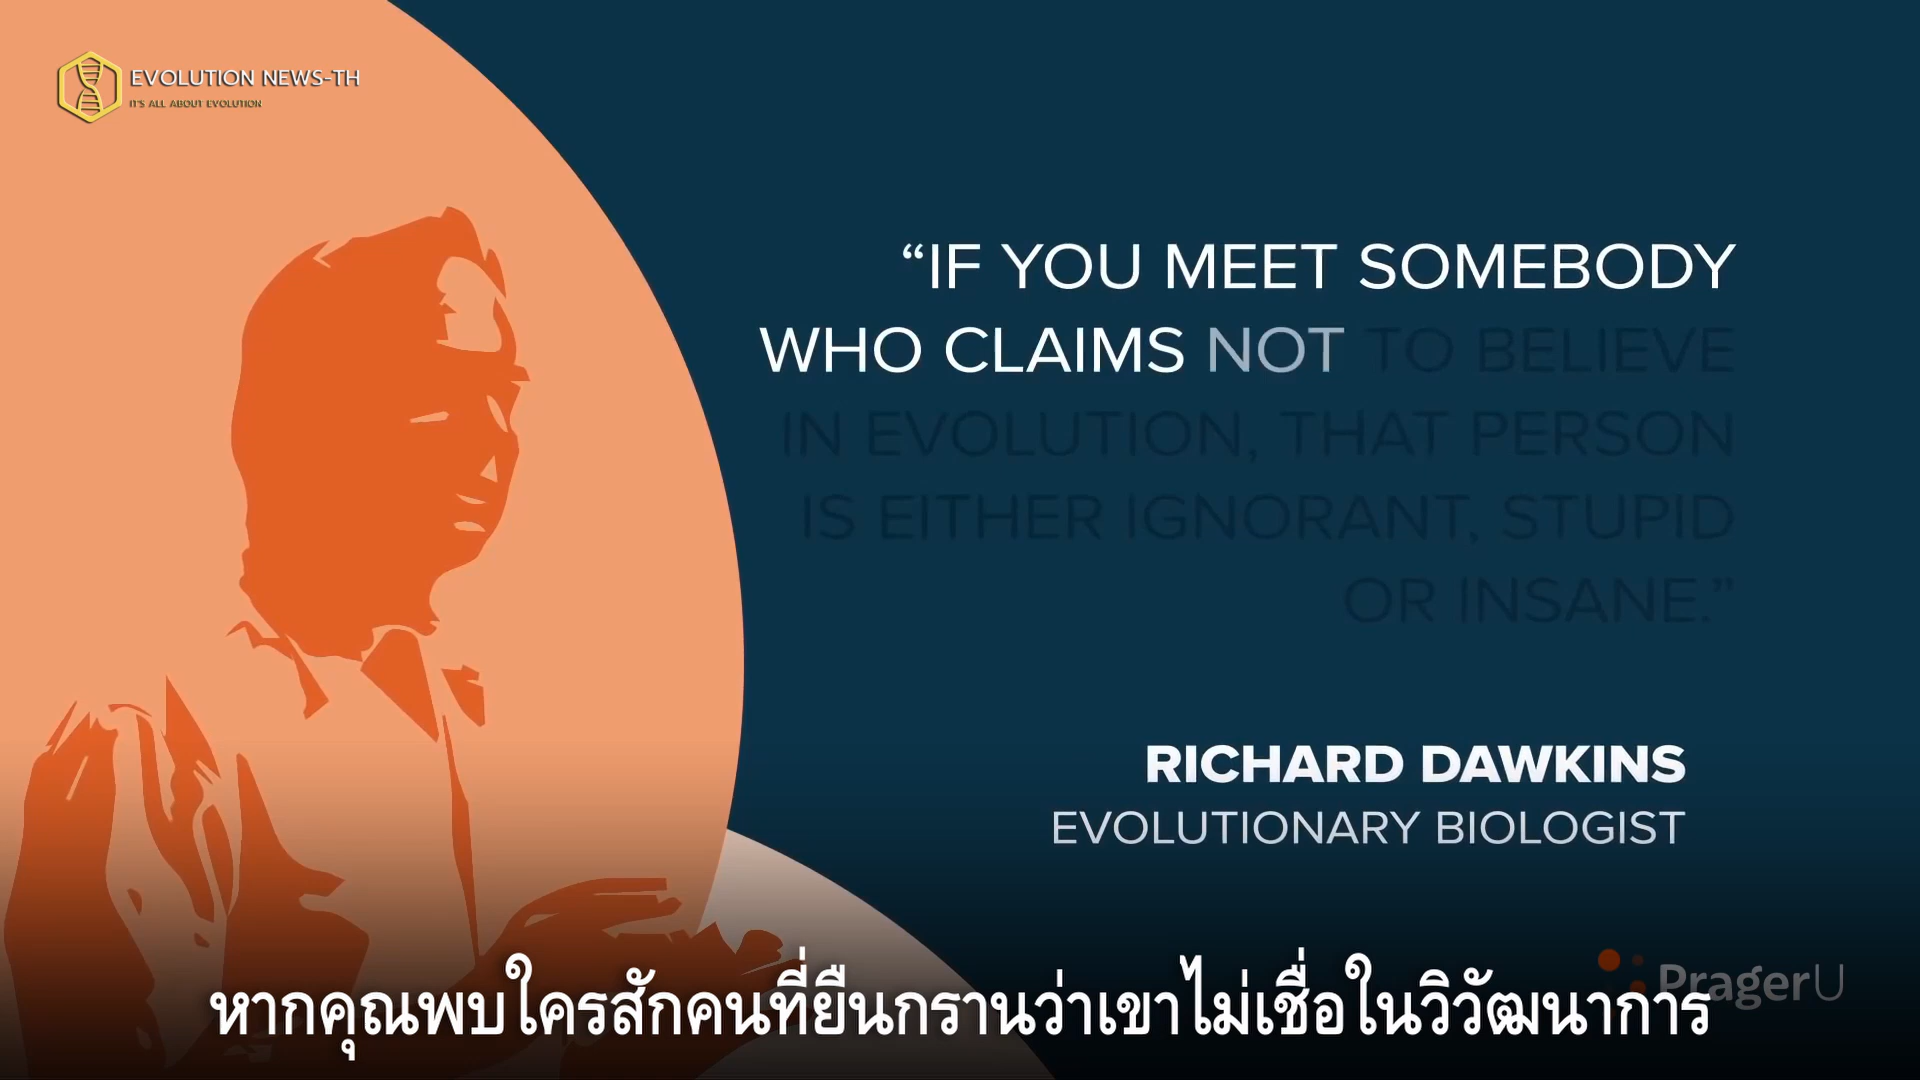 EVOLUTION NEWS-TH
IT'S ALL ABOUT EVOLUTION
“IF YOU MEET SOMEBODY
WHO CLAIMS NOT TO BELIEVE
IN EVOLUTION, THAT PERSON
IS EITHER IGNORANT, STUPID
OR INSANE.”
RICHARD DAWKINS
EVOLUTIONARY BIOLOGIST
PragerU
หากคุณพบใครสักคนที่ยืนกรานว่าเขาไม่เชื่อในวิวัฒนาการ